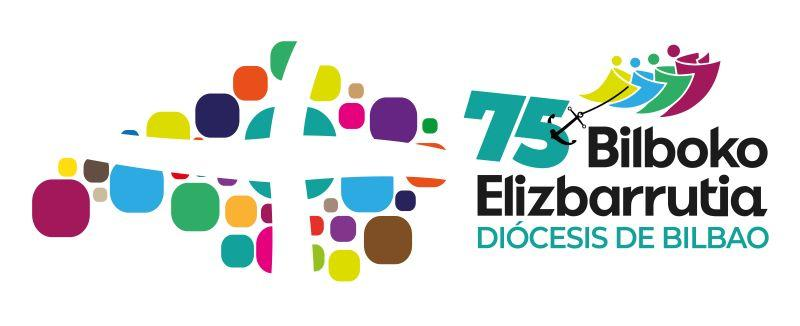 75 Bilboko
Elizbarrutia
DIÓCESIS DE BILBAO